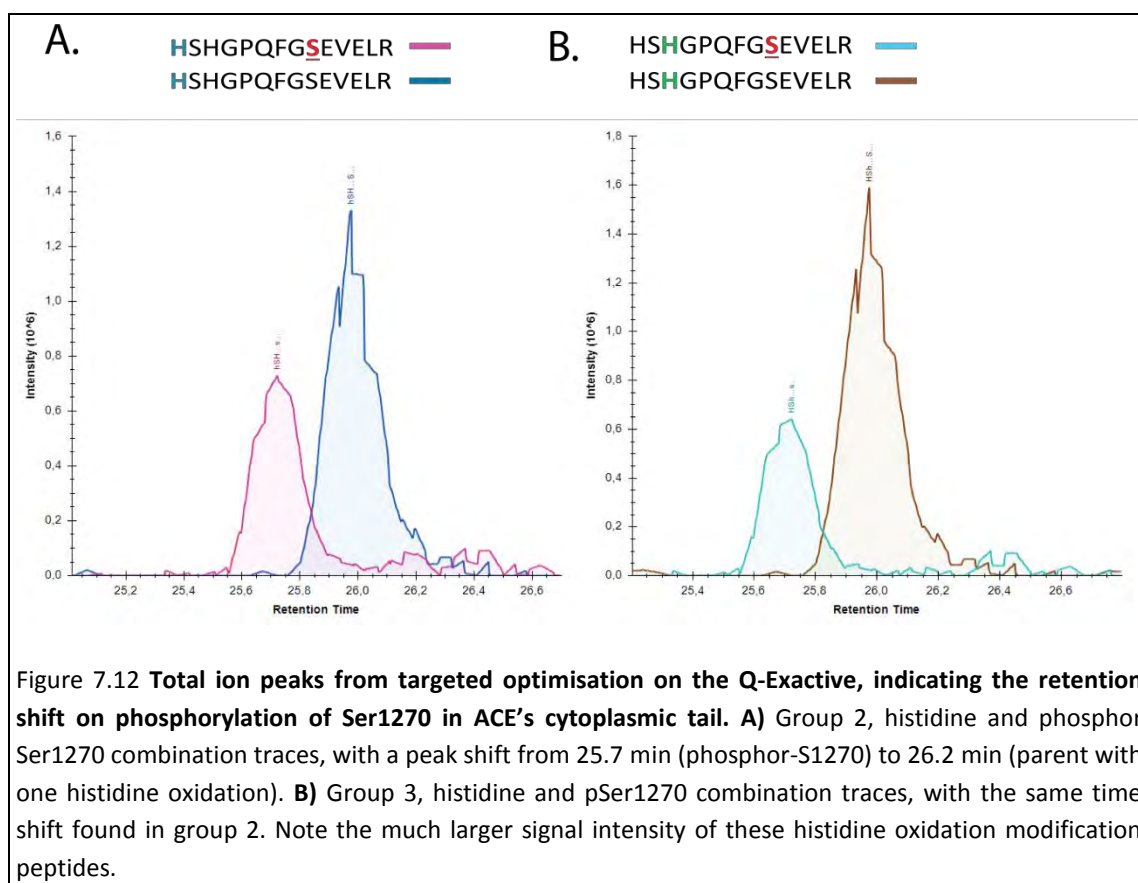 A.
HSHGPQFGSEVELR
HSHGPQFGSEVELR
B.
HSHGPQFGSEVELR
HSHGPQFGSEVELR
1,6
1,4
1,2
1,0
0,8
0,6
0,4
0,2
0,0
Intensity (10^6)
hSH...s...
hSH...S...
25,2
25,4
25,6
25,8
26,0
26,2
26,4
26,6
Retention Time
1,8
1,6
1,4
1,2
1,0
0,8
0,6
0,4
0,2
0,0
Intensity (10^6)
HSh...s...
HSh...S...
25,4
25,6
25,8
26,0
26,2
26,4
26,6
Retention Time
Figure 7.12 Total ion peaks from targeted optimisation on the Q-Exactive, indicating the retention
shift on phosphorylation of Ser1270 in ACE's cytoplasmic tail. A) Group 2, histidine and phosphor
Ser1270 combination traces, with a peak shift from 25.7 min (phosphor-S1270) to 26.2 min (parent with
one histidine oxidation). B) Group 3, histidine and pSer1270 combination traces, with the same time
shift found in group 2. Note the much larger signal intensity of these histidine oxidation modification
peptides.